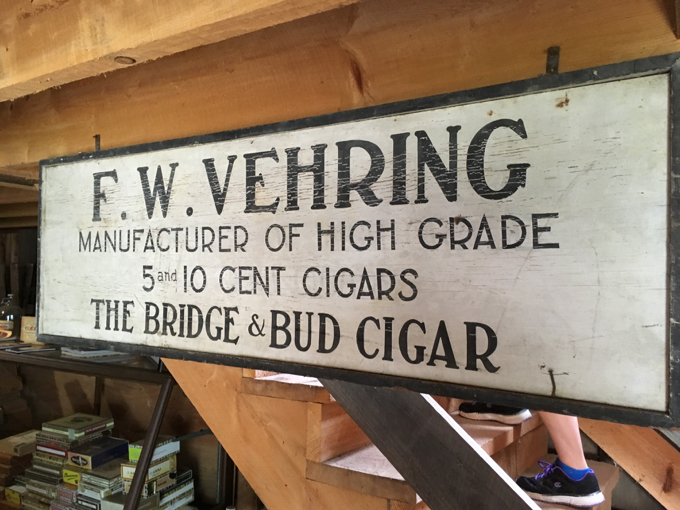 F. W. VEHRING
MANUFACTURER OF HIGH GRADE
5 and 10 CENT CIGARS
THE BRIDGE & BUD CIGAR